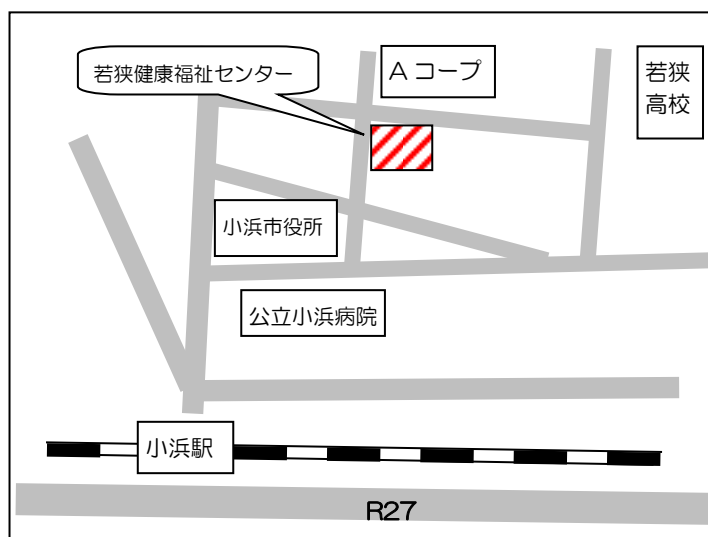 若狭健康福祉センター
Aコープ
若狭
高校
小浜市役所
公立小浜病院
小浜駅
R27